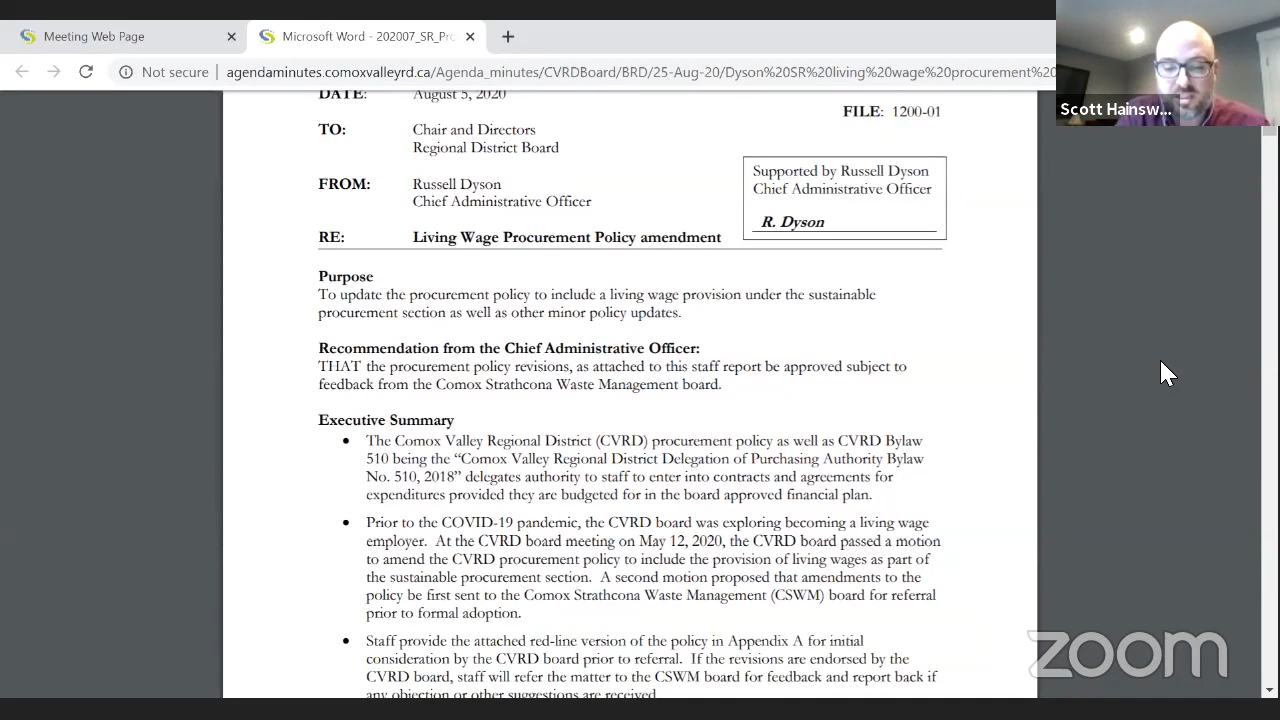 Meeting Web Page
Microsoft Word - 202007_SR_Pro
Not secure
agendaminutes.comoxvalleyrd.ca/Agenda_minutes/CVRDBoard/BRD/25-Aug-20/Dyson%20SR%20living%20wage%20procurement%20
Scott Hainsw...
DATE: August 5, 2020
FILE: 1200-01
TO: Chair and Directors
Regional District Board
Supported by Russell Dyson
Chief Administrative Officer
R. Dyson
FROM: Russell Dyson
Chief Administrative Officer
RE: Living Wage Procurement Policy amendment
Purpose
To update the procurement policy to include a living wage provision under the sustainable
procurement section as well as other minor policy updates.
Recommendation from the Chief Administrative Officer:
THAT the procurement policy revisions, as attached to this staff report be approved subject to
feedback from the Comox Strathcona Waste Management board.
Executive Summary
• The Comox Valley Regional District (CVRD) procurement policy as well as CVRD Bylaw
510 being the “Comox Valley Regional District Delegation of Purchasing Authority Bylaw
No. 510, 2018” delegates authority to staff to enter into contracts and agreements for
expenditures provided they are budgeted for in the board approved financial plan.
• Prior to the COVID-19 pandemic, the CVRD board was exploring becoming a living wage
employer. At the CVRD board meeting on May 12, 2020, the CVRD board passed a motion
to amend the CVRD procurement policy to include the provision of living wages as part of
the sustainable procurement section. A second motion proposed that amendments to the
policy be first sent to the Comox Strathcona Waste Management (CSWM) board for referral
prior to formal adoption.
• Staff provide the attached red-line version of the policy in Appendix A for initial
consideration by the CVRD board prior to referral. If the revisions are endorsed by the
CVRD board, staff will refer the matter to the CSWM board for feedback and report back if
any objection or other suggestions are received
zoom